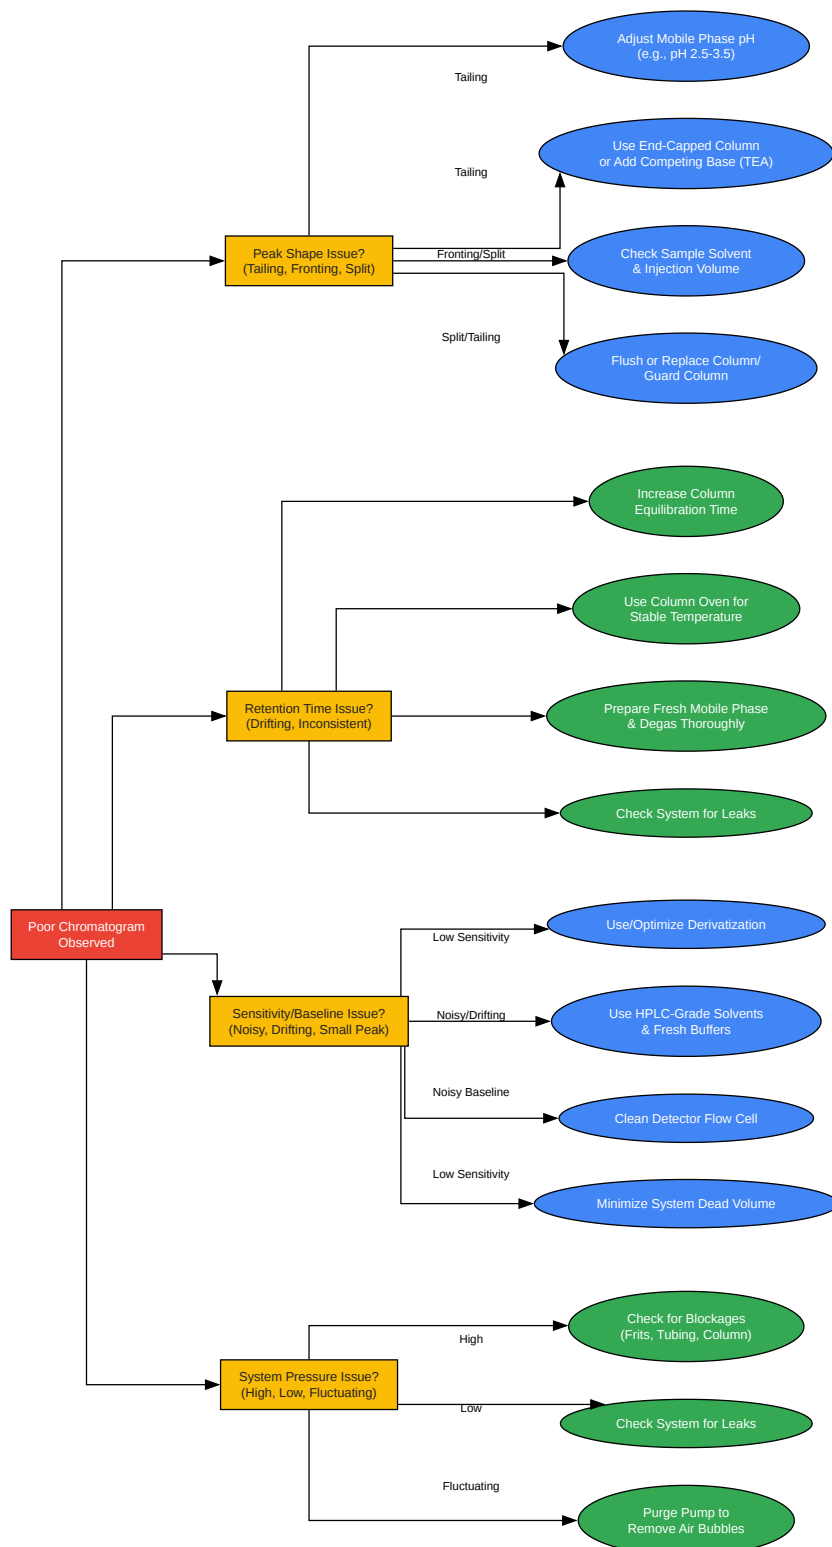 Adjust Mobile Phase pH
(e.g., pH 2.5-3.5)
Tailing
Use End-Capped Column
or Add Competing Base (TEA)
Tailing
Peak Shape Issue?
(Tailing, Fronting, Split)
Fronting/Split
Check Sample Solvent
& Injection Volume
Split/Tailing
Flush or Replace Column/
Guard Column
Increase Column
Equilibration Time
Use Column Oven for
Stable Temperature
Retention Time Issue?
(Drifting, Inconsistent)
Prepare Fresh Mobile Phase
& Degas Thoroughly
Check System for Leaks
Poor Chromatogram
Observed
Low Sensitivity
Use/Optimize Derivatization
Sensitivity/Baseline Issue?
(Noisy, Drifting, Small Peak)
Noisy/Drifting
Use HPLC-Grade Solvents
& Fresh Buffers
Noisy Baseline
Clean Detector Flow Cell
Low Sensitivity
Minimize System Dead Volume
Check for Blockages
(Frits, Tubing, Column)
High
System Pressure Issue?
(High, Low, Fluctuating)
Low
Check System for Leaks
Fluctuating
Purge Pump to
Remove Air Bubbles